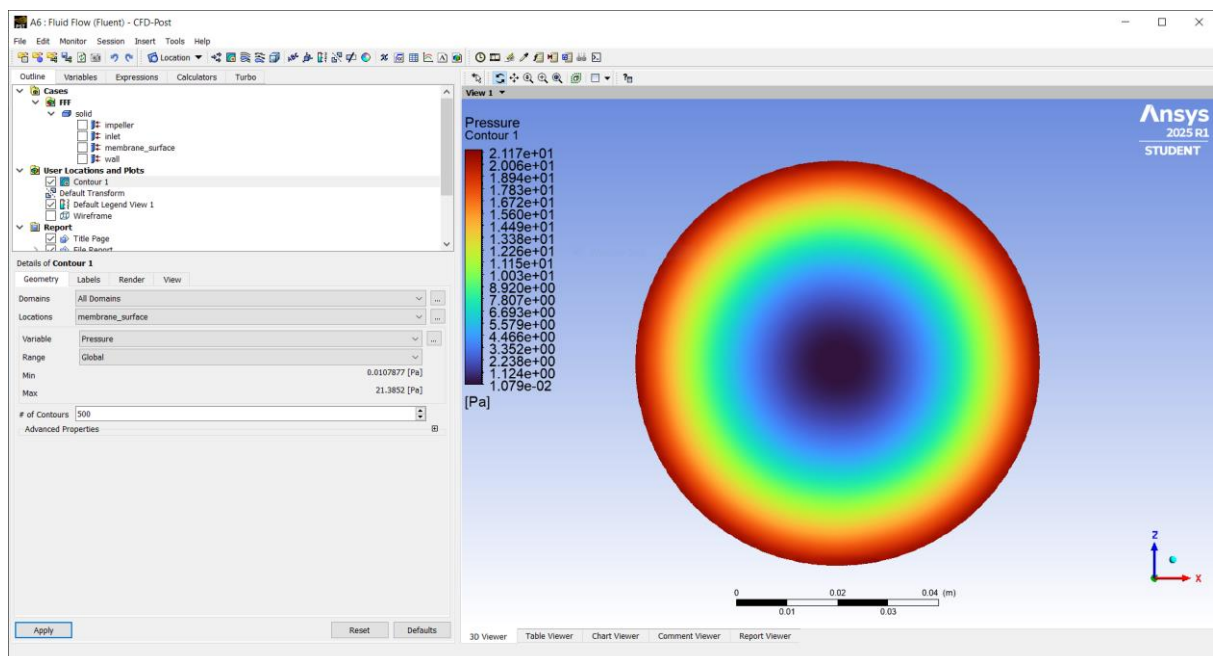 A6 : Fluid Flow (Fluent) - CFD-Post
File Edit Monitor Session Insert Tools Help
Location
Outline Variables Expressions Calculators Turbo
Cases
FFF
solid
impeller
inlet
membrane_surface
wall
User Locations and Plots
Contour 1
Default Transform
Default Legend View 1
Wireframe
Report
Title Page
File Report
Details of Contour 1
Geometry Labels Render View
Domains All Domains ...
Locations membrane_surface ...
Variable Pressure ...
Range Global
Min 0.0107877 [Pa]
Max 21.3852 [Pa]
# of Contours 500
Advanced Properties
Apply Reset Defaults
View 1
Pressure
Contour 1
2.117e+01
2.006e+01
1.894e+01
1.783e+01
1.672e+01
1.560e+01
1.449e+01
1.338e+01
1.226e+01
1.115e+01
1.003e+01
8.920e+00
7.807e+00
6.693e+00
5.579e+00
4.466e+00
3.352e+00
2.238e+00
1.124e+00
1.079e-02
[Pa]
Ansys
2025 R1
STUDENT
Z
X
0 0.02 0.04 (m)
0.01 0.03
3D Viewer Table Viewer Chart Viewer Comment Viewer Report Viewer